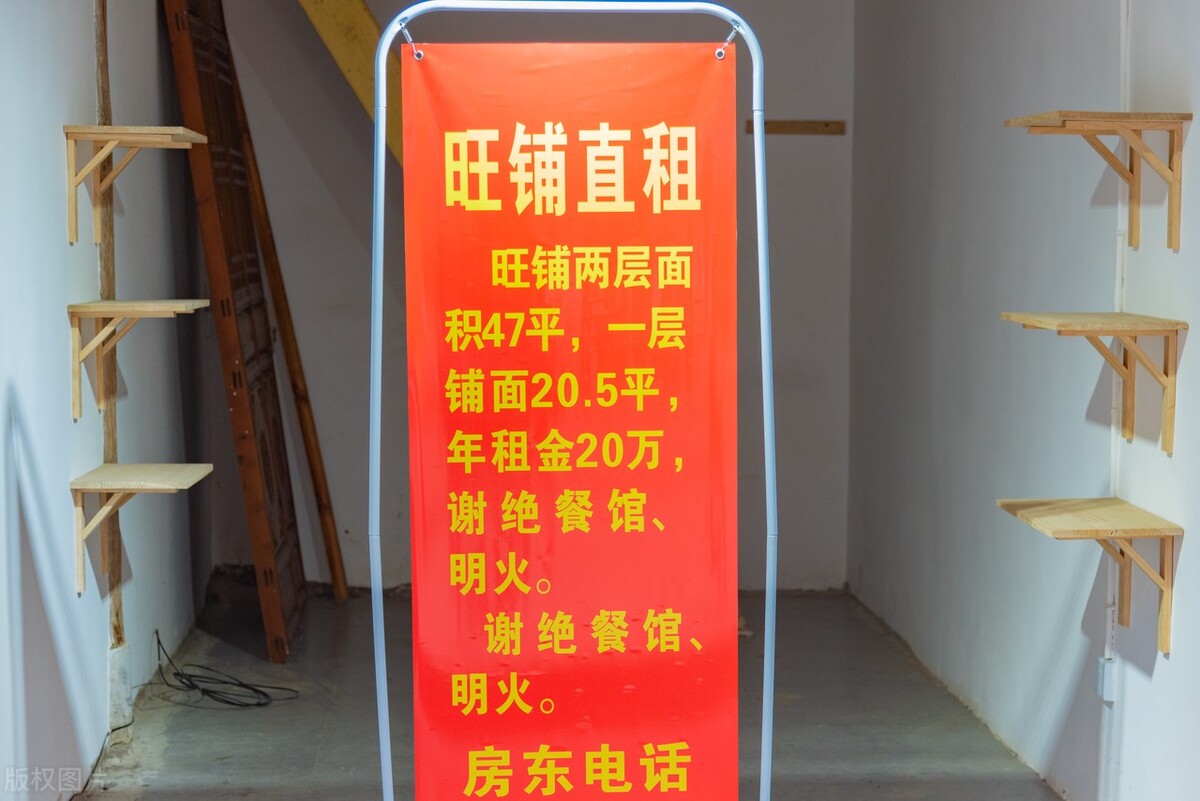 旺铺直租
旺铺两层面
积47平，一层
铺面20.5平，
年租金20万，
谢绝餐馆、
明火。
谢绝餐馆、
明火。
房东电话
版权图片